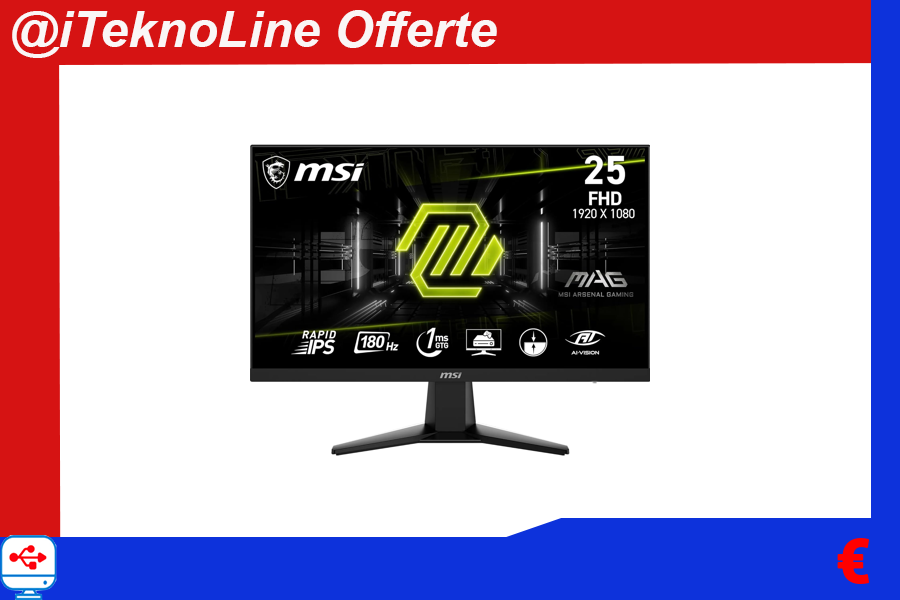 @iTeknoLine Offerte
msi
25
FHD
1920 X 1080
MAG
MSI ARSENAL GAMING
RAPID
IPS
180Hz
1ms
GTG
AI
AI-VISION
msi
€